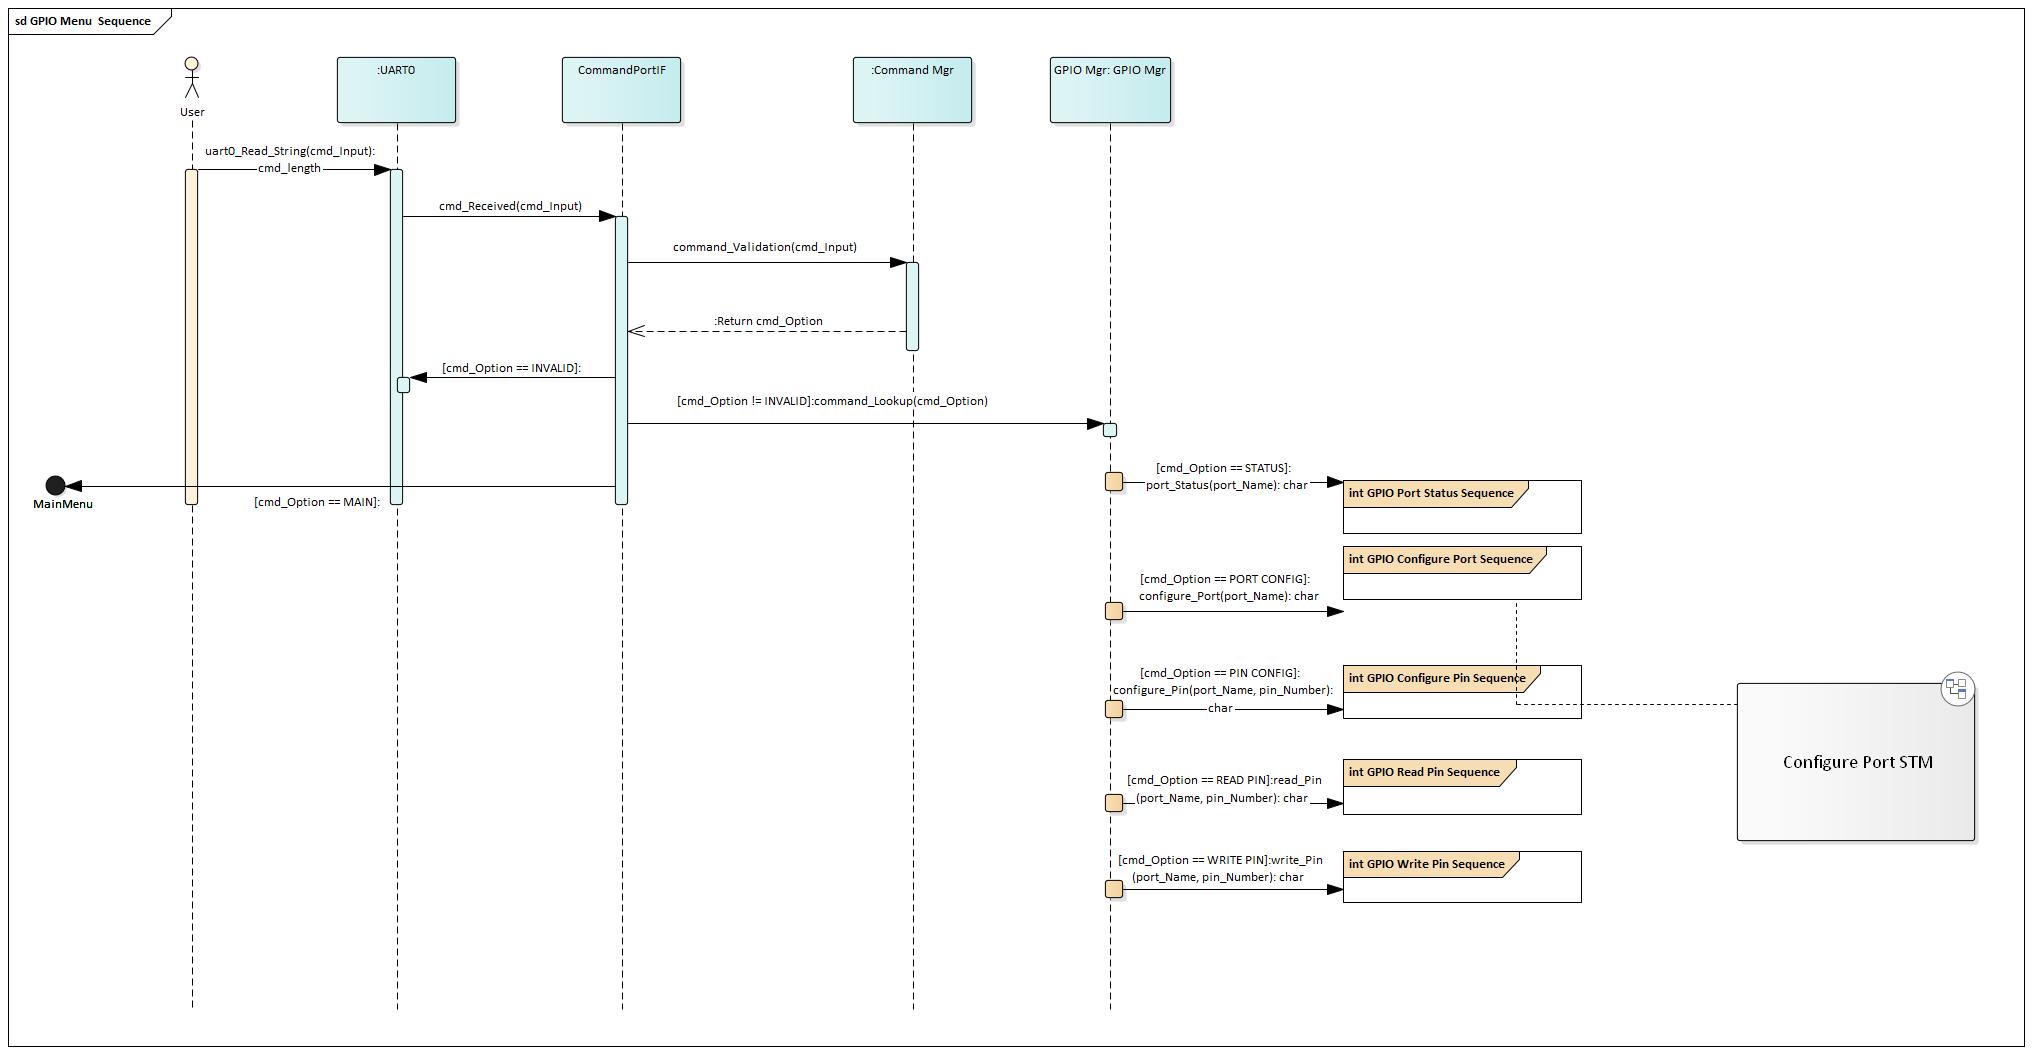 sd GPIO Menu  Sequence
User
:UART0
CommandPortIF
:Command Mgr
GPIO Mgr: GPIO Mgr
uart0_Read_String(cmd_Input):
cmd_length
cmd_Received(cmd_Input)
command_Validation(cmd_Input)
:Return cmd_Option
[cmd_Option == INVALID]:
[cmd_Option != INVALID]:command_Lookup(cmd_Option)
MainMenu
[cmd_Option == MAIN]:
[cmd_Option == STATUS]:
port_Status(port_Name): char
int GPIO Port Status Sequence
int GPIO Configure Port Sequence
[cmd_Option == PORT CONFIG]:
configure_Port(port_Name): char
[cmd_Option == PIN CONFIG]:
configure_Pin(port_Name, pin_Number):
char
int GPIO Configure Pin Sequence
Configure Port STM
[cmd_Option == READ PIN]:read_Pin
(port_Name, pin_Number): char
int GPIO Read Pin Sequence
[cmd_Option == WRITE PIN]:write_Pin
(port_Name, pin_Number): char
int GPIO Write Pin Sequence